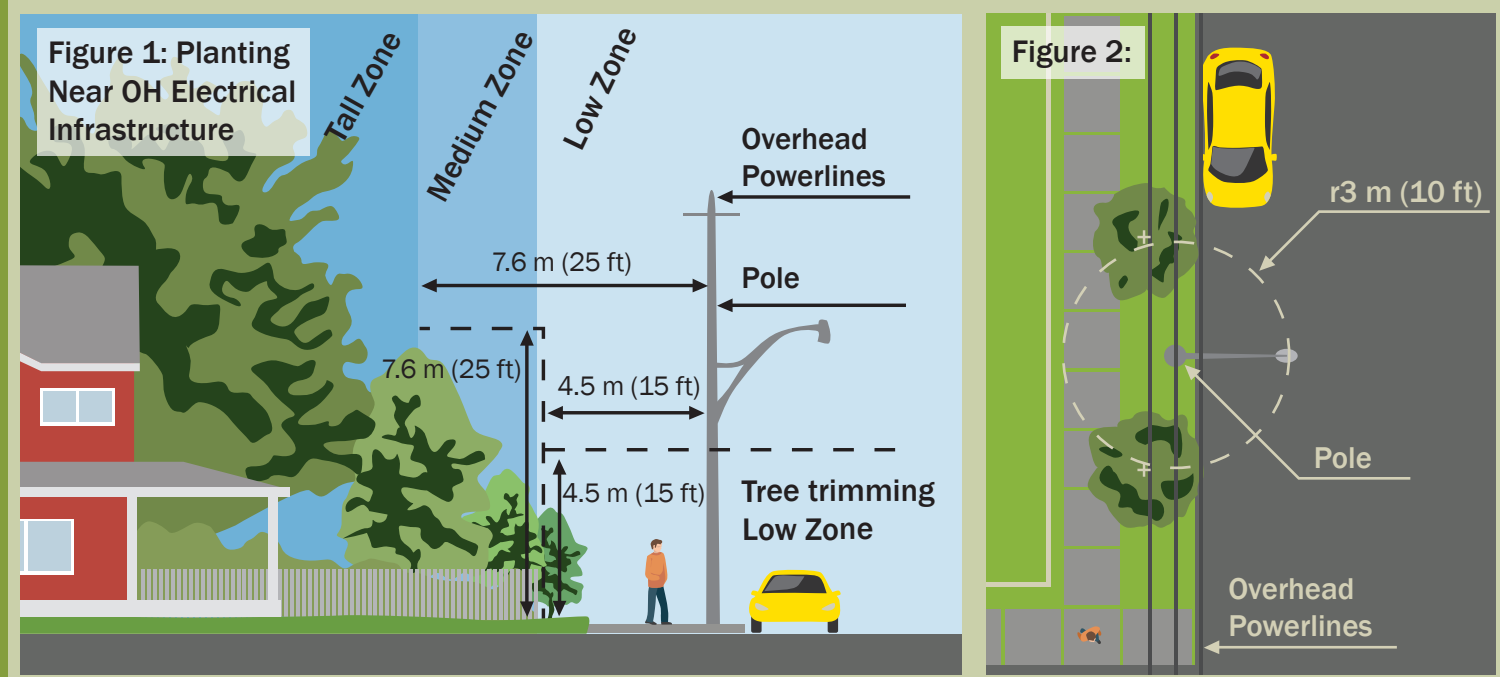 Figure 1: Planting
Near OH Electrical
Infrastructure
Tall Zone
Medium Zone
Low Zone
Overhead
Powerlines
7.6 m (25 ft)
Pole
7.6 m (25 ft)
4.5 m (15 ft)
4.5 m (15 ft)
Tree trimming
Low Zone
Figure 2:
r3 m (10 ft)
Pole
Overhead
Powerlines